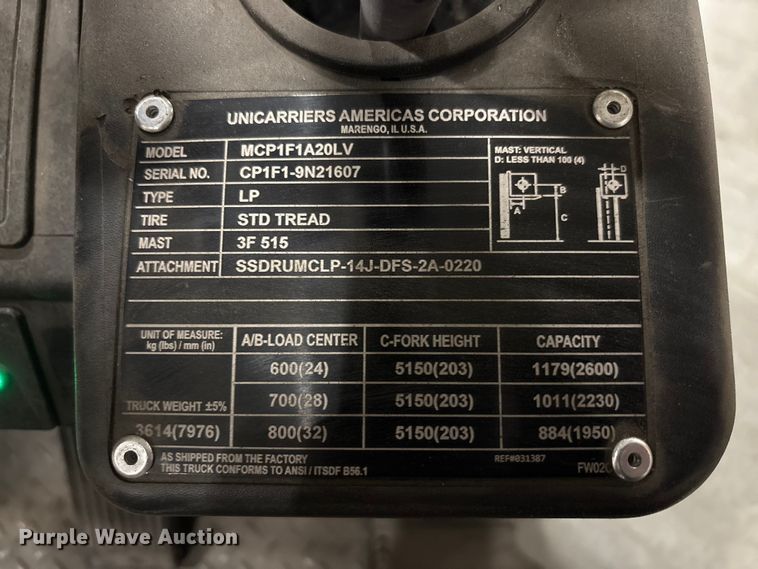 UNICARRIERS AMERICAS CORPORATION
MARENGO, IL U.S.A.
MODEL MCP1F1A20LV
SERIAL NO. CP1F1-9N21607
TYPE LP
TIRE STD TREAD
MAST 3F 515
ATTACHMENT SSDRUMCLP-14J-DFS-2A-0220
MAST: VERTICAL
D: LESS THAN 100 (4)
D
A
B
C
UNIT OF MEASURE:
kg (lbs) / mm (in)
A/B-LOAD CENTER C-FORK HEIGHT CAPACITY
600(24) 5150(203) 1179(2600)
TRUCK WEIGHT ±5% 700(28) 5150(203) 1011(2230)
3614(7976) 800(32) 5150(203) 884(1950)
AS SHIPPED FROM THE FACTORY REF#031387
THIS TRUCK CONFORMS TO ANSI / ITSDF B56.1
Purple Wave Auction